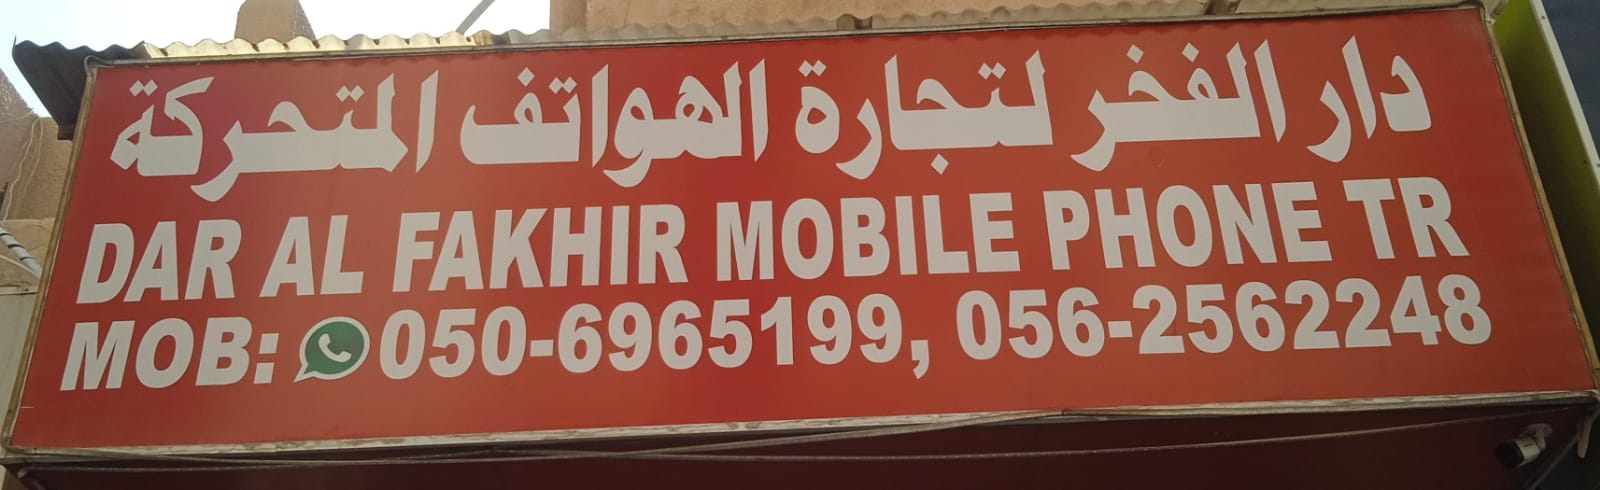 دار الفخر لتجارة الهواتف المتحركة
DAR AL FAKHIR MOBILE PHONE TR
MOB: 050-6965199, 056-2562248